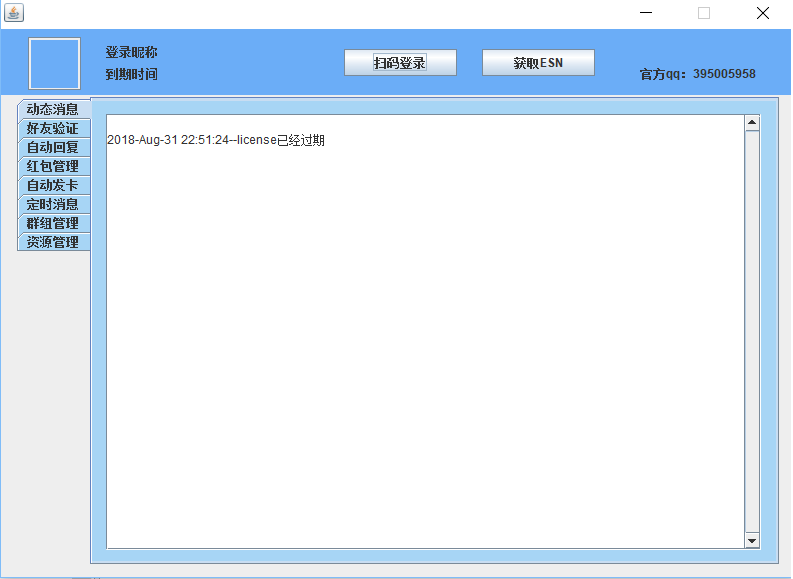 登录昵称
到期时间
扫码登录
获取ESN
官方qq：395005958
动态消息
好友验证
自动回复
红包管理
自动发卡
定时消息
群组管理
资源管理
2018-Aug-31 22:51:24--license已经过期